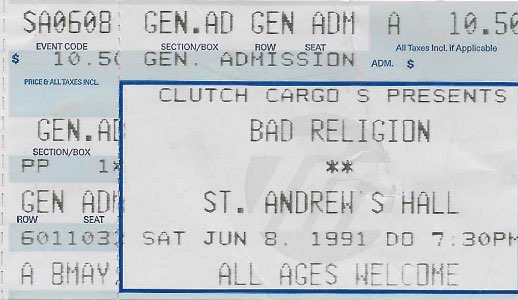 SA0608 GEN.AD GEN ADM A 10.50
EVENT CODE SECTION/BOX ROW SEAT All Taxes Incl. if Applicable
$ 10.50 GEN. ADMISSION ADM. $
PRICE & ALL TAXES INCL.
CLUTCH CARGO S PRESENTS
GEN.AD BAD RELIGION
SECTION/BOX
PP 1× **
GEN ADM ST. ANDREW'S HALL
ROW SEAT
6011031 SAT JUN 8. 1991 DO 7:30PM
A 8MAY ALL AGES WELCOME